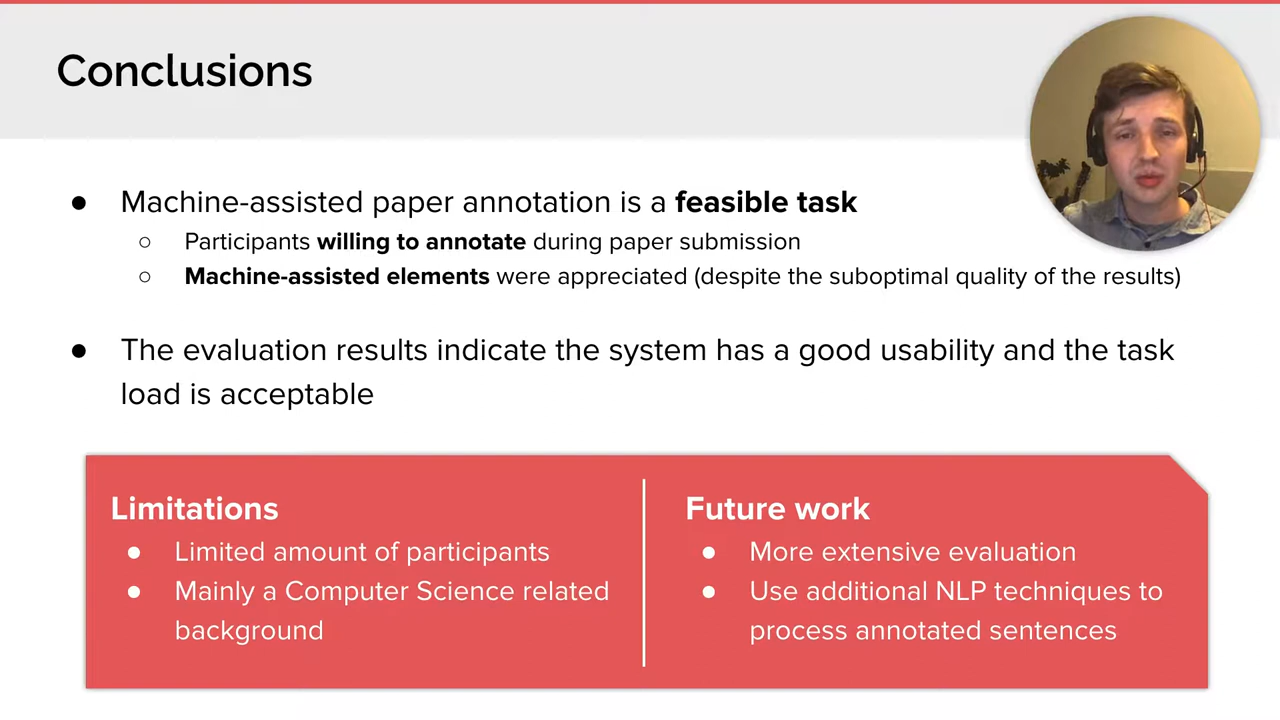 Conclusions
● Machine-assisted paper annotation is a feasible task
○ Participants willing to annotate during paper submission
○ Machine-assisted elements were appreciated (despite the suboptimal quality of the results)
● The evaluation results indicate the system has a good usability and the task
load is acceptable
Limitations
● Limited amount of participants
● Mainly a Computer Science related
background
Future work
● More extensive evaluation
● Use additional NLP techniques to
process annotated sentences